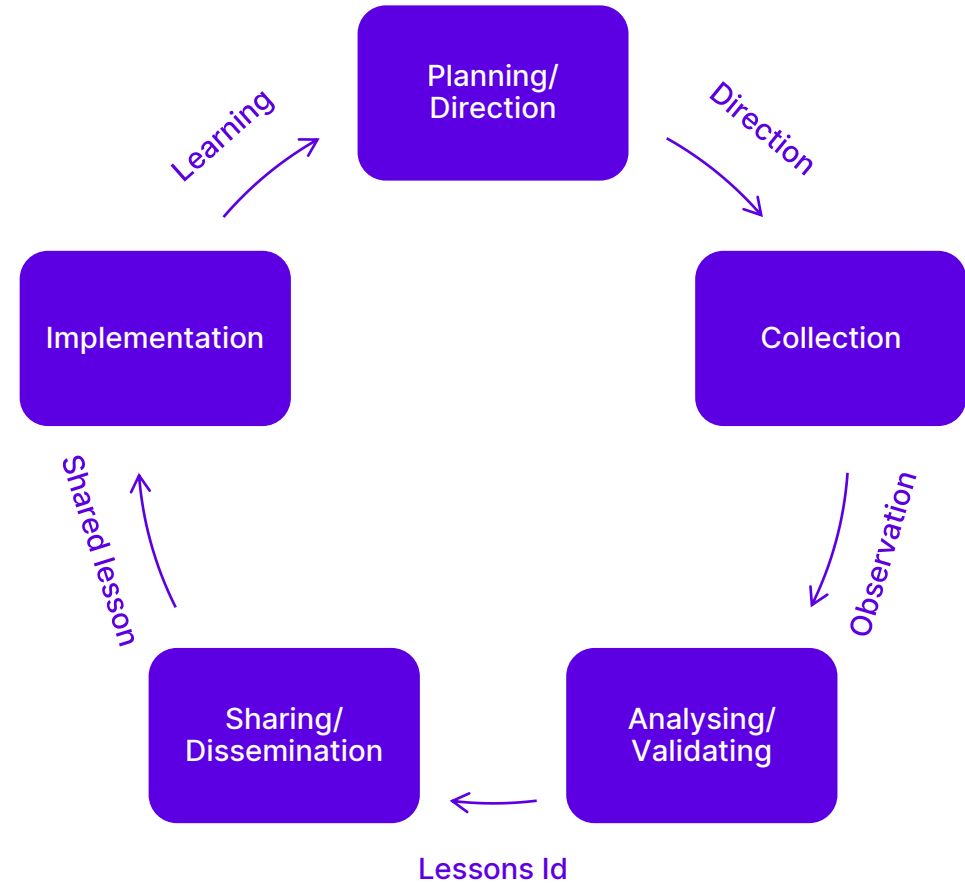 Planning/
Direction
Direction
Collection
Observation
Analysing/
Validating
Lessons Id
Sharing/
Dissemination
Shared lesson
Implementation
Learning